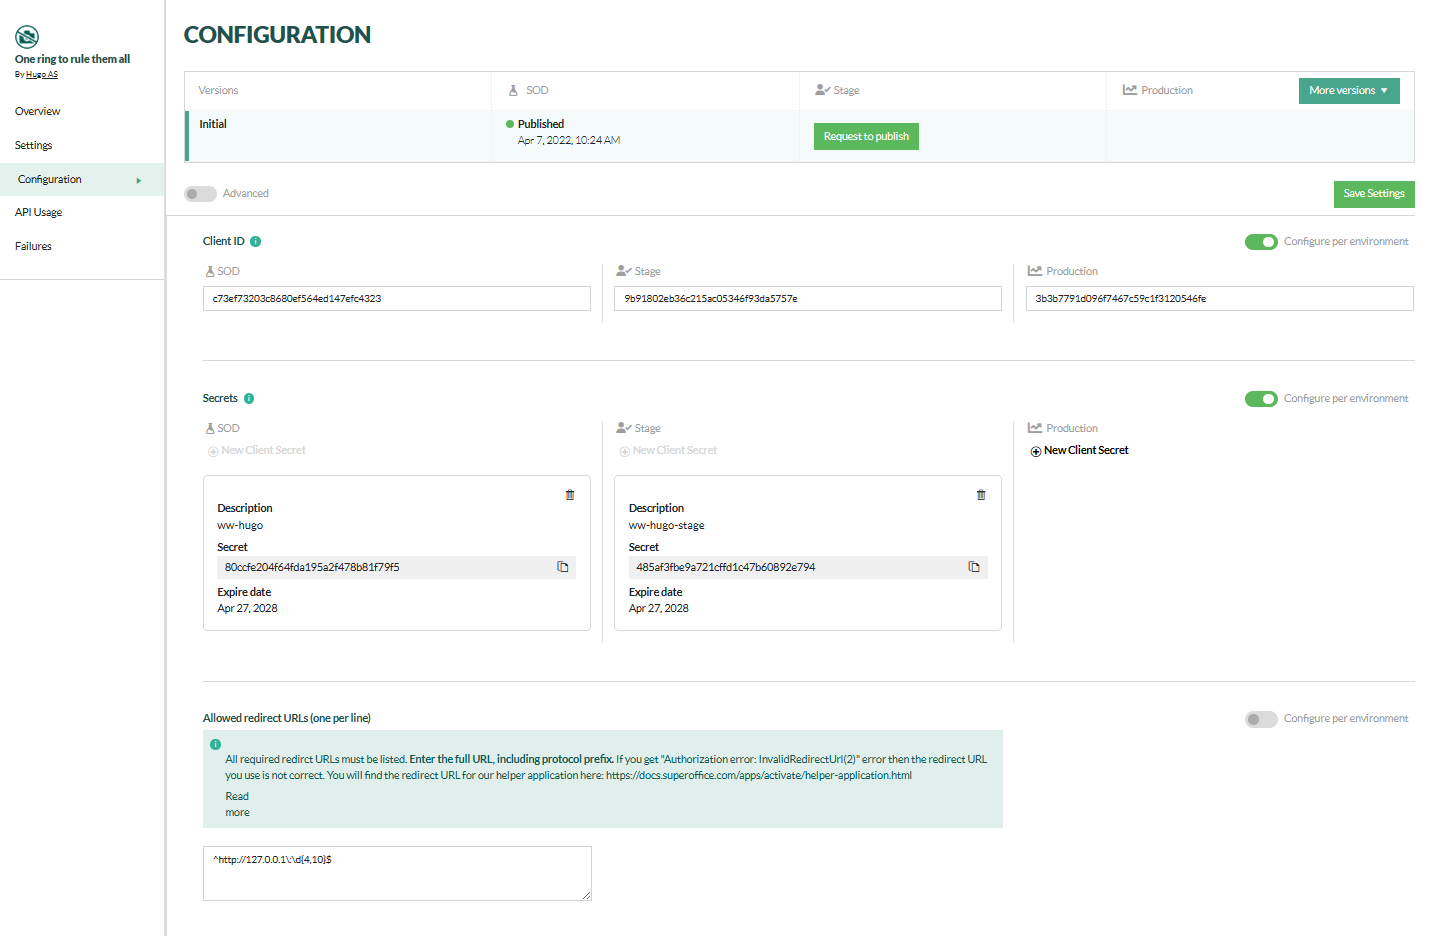 One ring to rule them all
By Hugo AS
Overview
Settings
Configuration
API Usage
Failures
CONFIGURATION
Versions SOD Stage Production More versions
Initial Published Request to publish
Apr 7, 2022, 10:24 AM
Advanced Save Settings
Client ID Configure per environment
SOD Stage Production
c73ef73203c8680ef564ed147efc4323 9b91802eb36c215ac05346f93da5757e 3b3b7791d096f7467c59c1f3120546fe
Secrets Configure per environment
SOD Stage Production
New Client Secret New Client Secret New Client Secret
Description Description
ww-hugo ww-hugo-stage
Secret Secret
80ccfe204f64fda195a2f478b81f79f5 485af3fbe9a721cffd1c47b60892e794
Expire date Expire date
Apr 27, 2028 Apr 27, 2028
Allowed redirect URLs (one per line) Configure per environment
All required redirct URLs must be listed. Enter the full URL, including protocol prefix. If you get "Authorization error: InvalidRedirectUrl(2)" error then the redirect URL
you use is not correct. You will find the redirect URL for our helper application here: https://docs.superoffice.com/apps/activate/helper-application.html
Read
more
^http://127.0.0.1\:\d{4,10}$